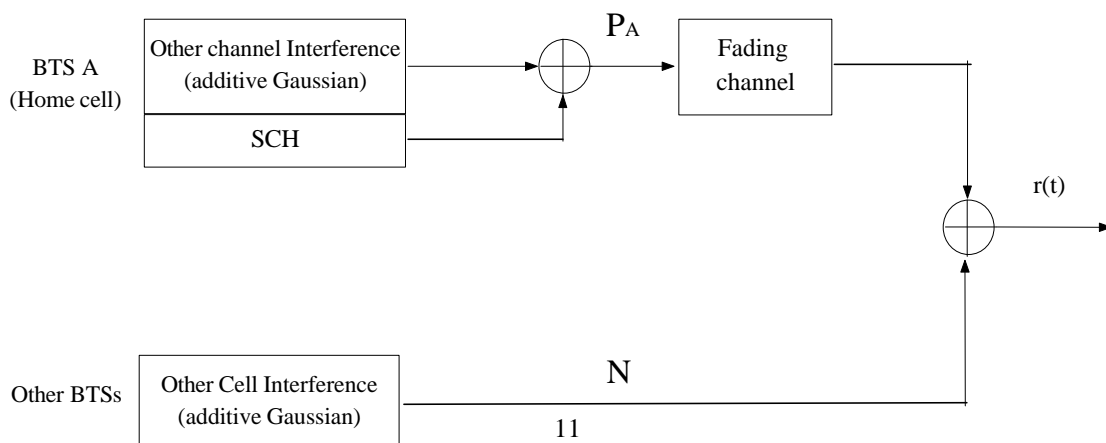 PA
BTS A
(Home cell)
Other channel Interference
(additive Gaussian)
SCH
Fading
channel
r(t)
Other BTSs
Other Cell Interference
(additive Gaussian)
N
11